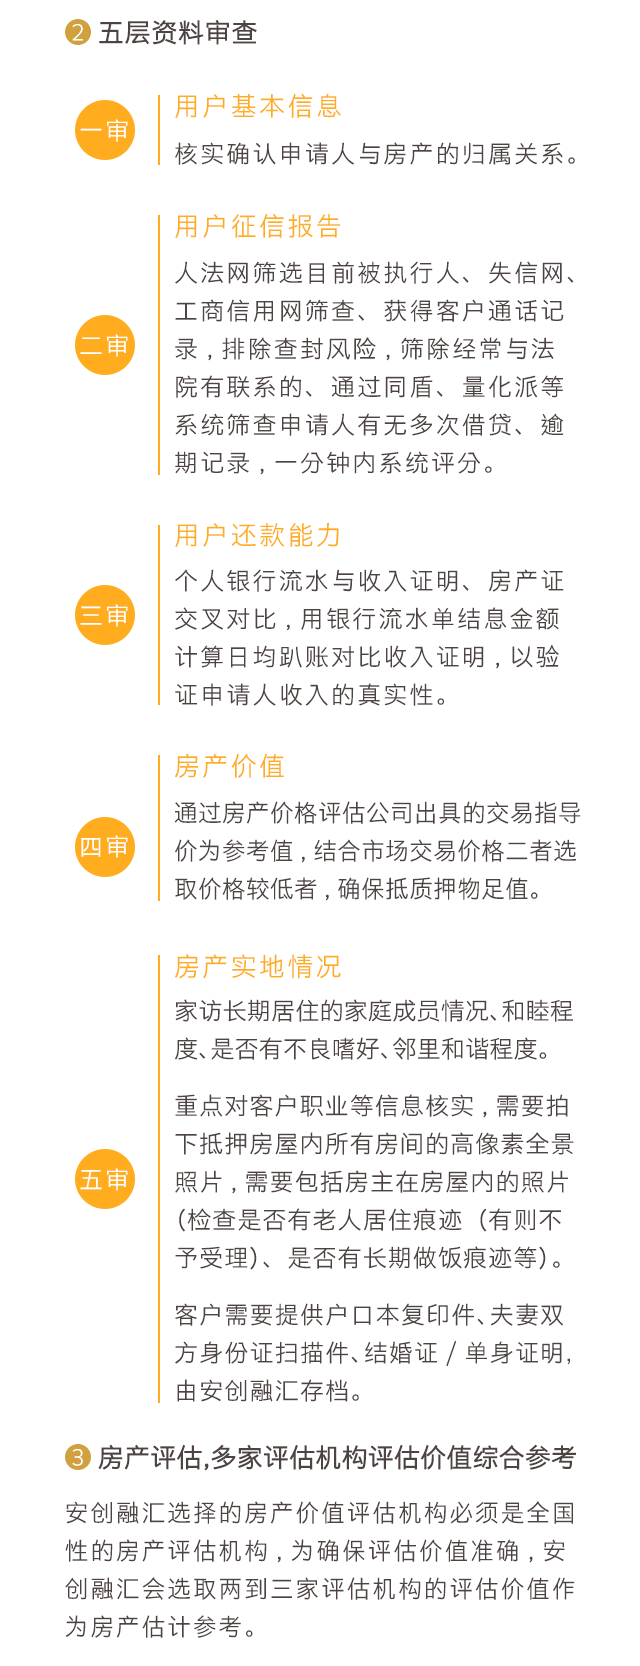 2 五层资料审查
一审
用户基本信息
核实确认申请人与房产的归属关系。
二审
用户征信报告
人法网筛选目前被执行人、失信网、
工商信用网筛查、获得客户通话记
录,排除查封风险,筛除经常与法
院有联系的、通过同盾、量化派等
系统筛查申请人有无多次借贷、逾
期记录,一分钟内系统评分。
三审
用户还款能力
个人银行流水与收入证明、房产证
交叉对比,用银行流水单结息金额
计算日均趴账对比收入证明,以验
证申请人收入的真实性。
四审
房产价值
通过房产价格评估公司出具的交易指导
价为参考值,结合市场交易价格二者选
取价格较低者,确保抵质押物足值。
五审
房产实地情况
家访长期居住的家庭成员情况、和睦程
度、是否有不良嗜好、邻里和谐程度。
重点对客户职业等信息核实,需要拍
下抵押房屋内所有房间的高像素全景
照片,需要包括房主在房屋内的照片
(检查是否有老人居住痕迹 (有则不
予受理)、是否有长期做饭痕迹等)。
客户需要提供户口本复印件、夫妻双
方身份证扫描件、结婚证 / 单身证明,
由安创融汇存档。
3 房产评估,多家评估机构评估价值综合参考
安创融汇选择的房产价值评估机构必须是全国
性的房产评估机构,为确保评估价值准确,安
创融汇会选取两到三家评估机构的评估价值作
为房产估计参考。